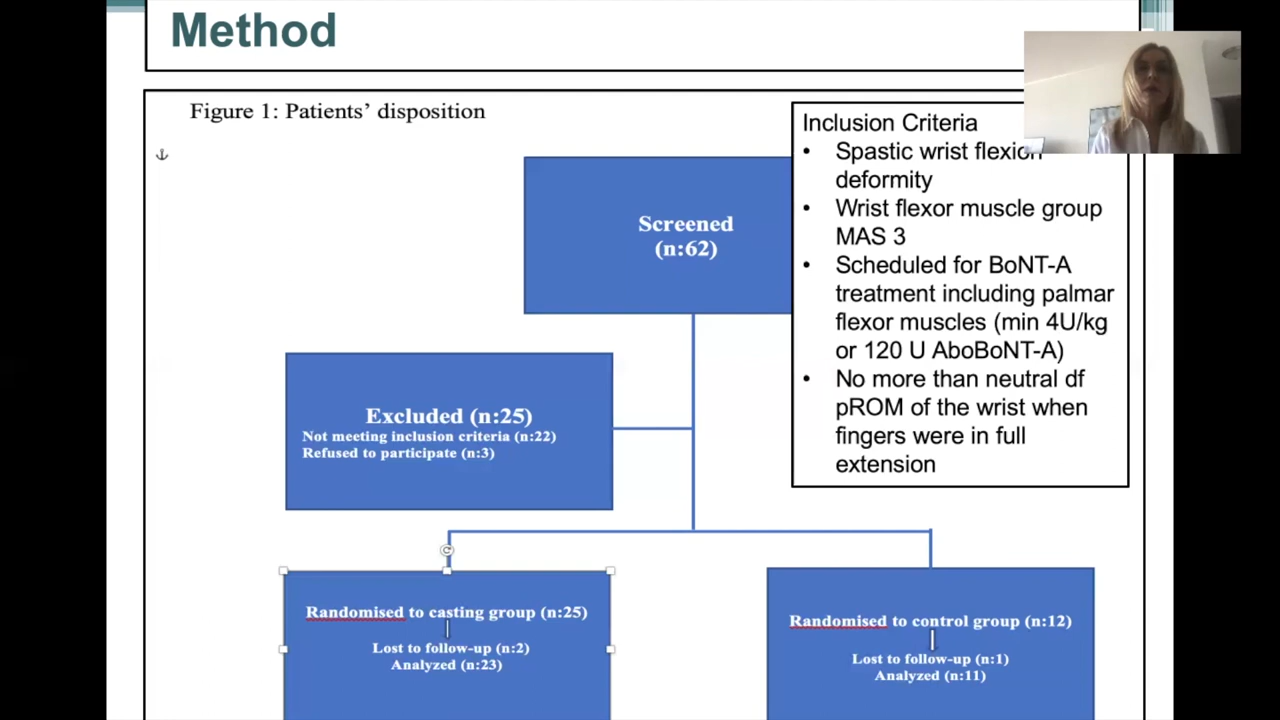 Method
Figure 1: Patients’ disposition
Screened
(n:62)
Inclusion Criteria
• Spastic wrist flexion
deformity
• Wrist flexor muscle group
MAS 3
• Scheduled for BoNT-A
treatment including palmar
flexor muscles (min 4U/kg
or 120 U AboBoNT-A)
• No more than neutral df
pROM of the wrist when
fingers were in full
extension
Excluded (n:25)
Not meeting inclusion criteria (n:22)
Refused to participate (n:3)
Randomised to casting group (n:25)
Lost to follow-up (n:2)
Analyzed (n:23)
Randomised to control group (n:12)
Lost to follow-up (n:1)
Analyzed (n:11)